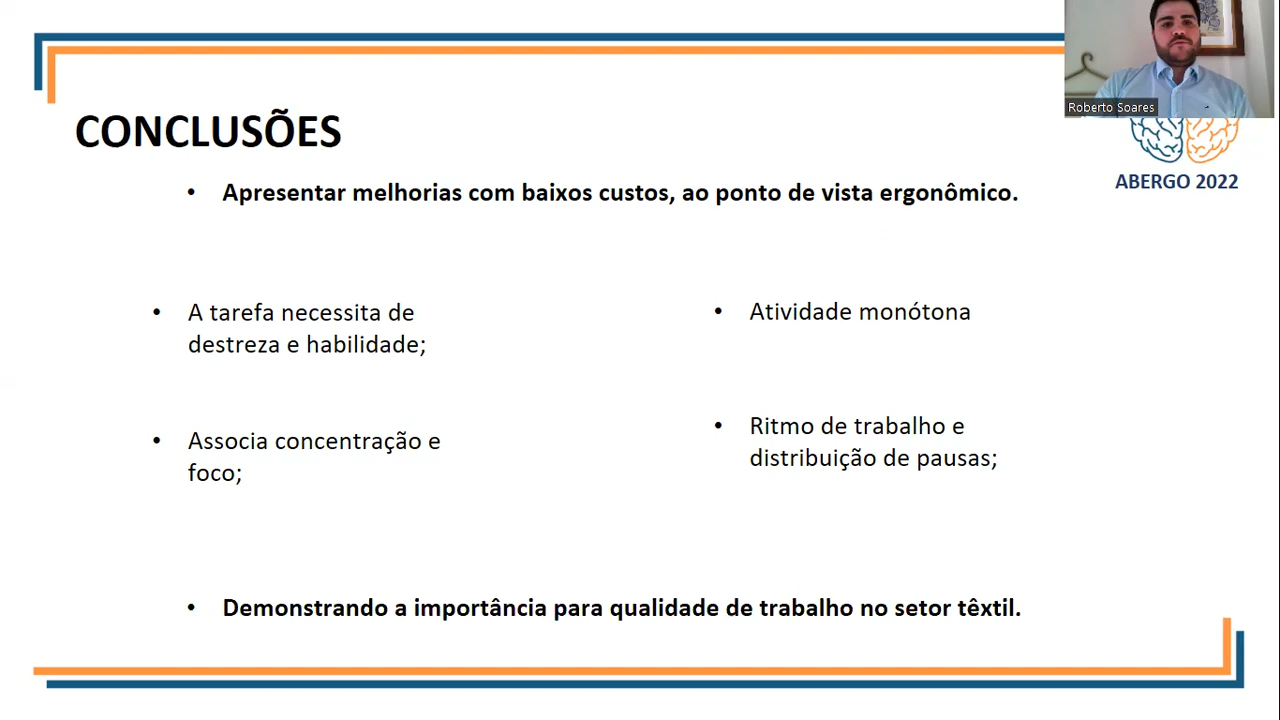 Roberto Soares
CONCLUSÕES
ABERGO 2022
• Apresentar melhorias com baixos custos, ao ponto de vista ergonômico.
• A tarefa necessita de
destreza e habilidade;
• Associa concentração e
foco;
• Atividade monótona
• Ritmo de trabalho e
distribuição de pausas;
• Demonstrando a importância para qualidade de trabalho no setor têxtil.